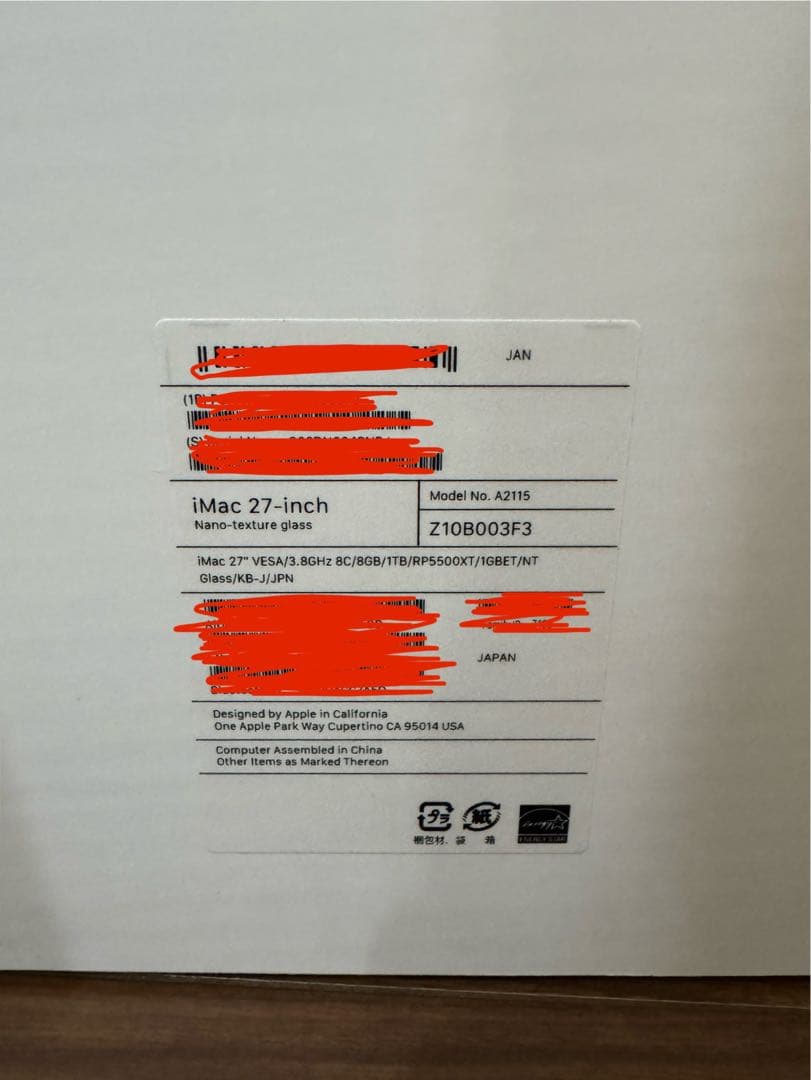 JAN
iMac 27-inch
Nano-texture glass
Model No. A2115
Z10B003F3
iMac 27" VESA/3.8GHz 8C/8GB/1TB/RP5500XT/1GBET/NT
Glass/KB-J/JPN
JAPAN
Designed by Apple in California
One Apple Park Way Cupertino CA 95014 USA
Computer Assembled in China
Other Items as Marked Thereon
プラ 紙
梱包材、袋 箱
ENERGY STAR